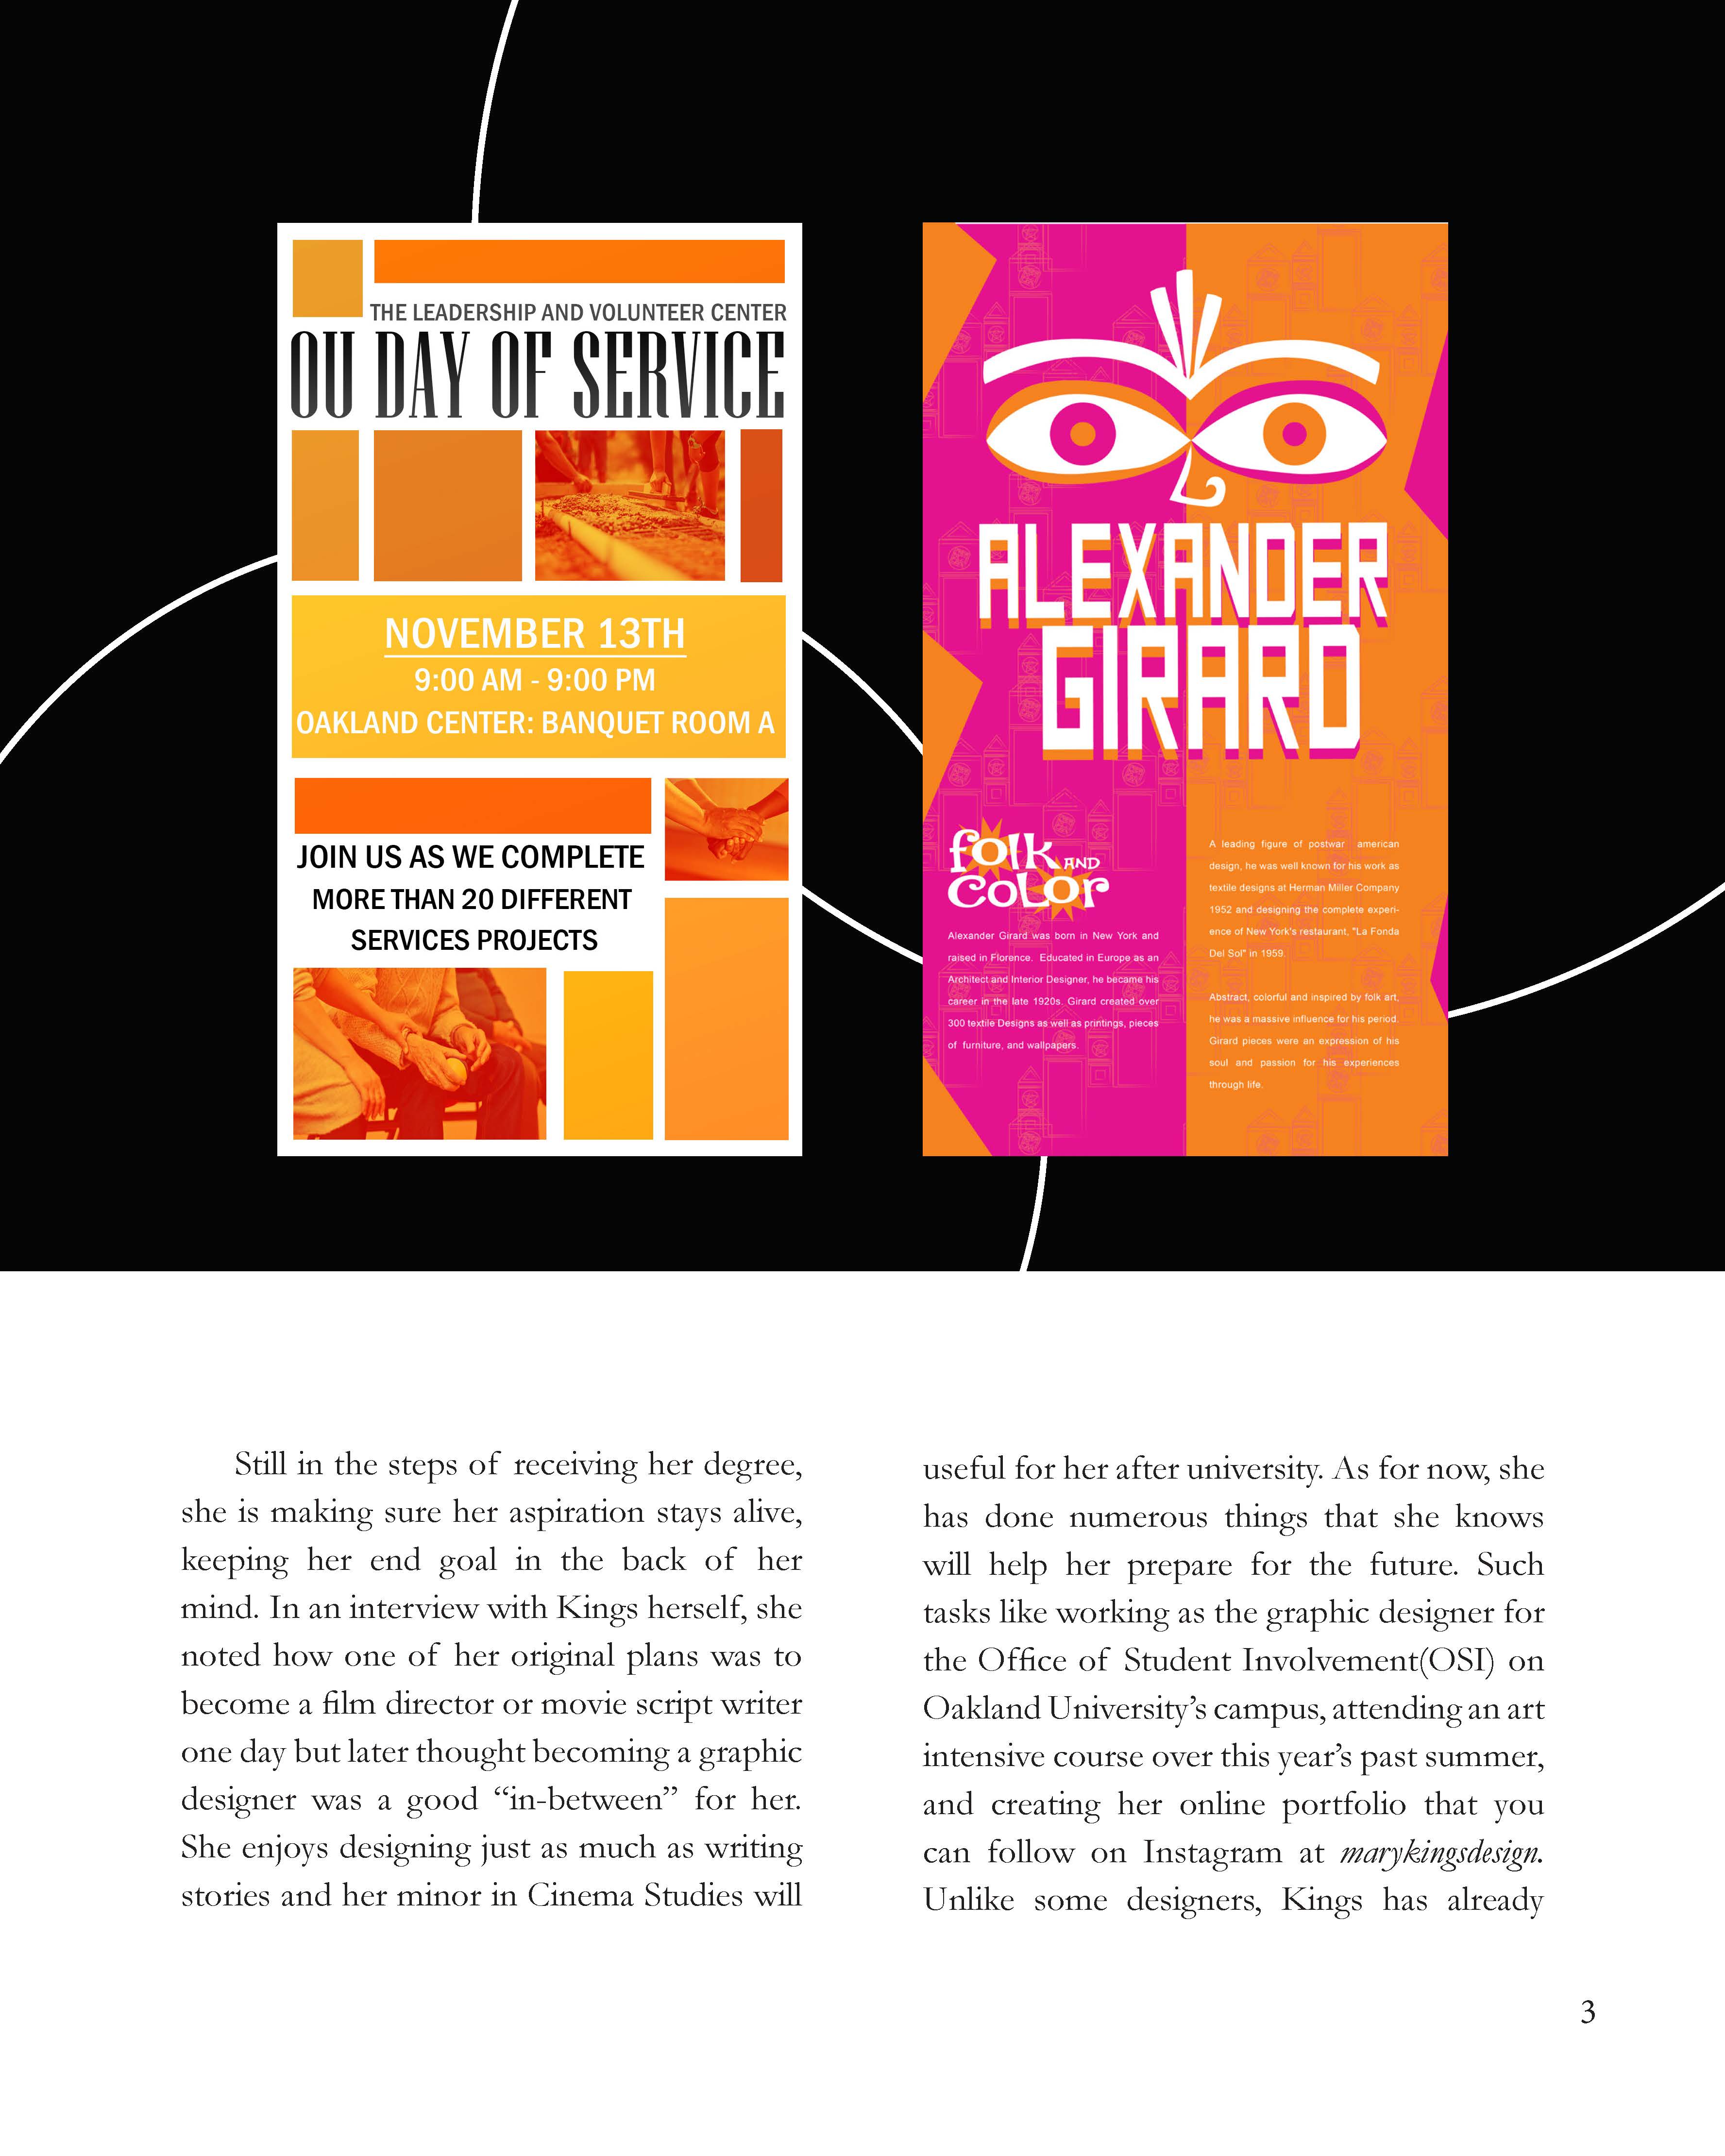 THE LEADERSHIP AND VOLUNTEER CENTER
OU DAY OF SERVICE
NOVEMBER 13TH
9:00 AM - 9:00 PM
OAKLAND CENTER: BANQUET ROOM A
JOIN US AS WE COMPLETE
MORE THAN 20 DIFFERENT
SERVICES PROJECTS
ALEXANDER
GIRARD
folk AND
CoLor
Alexander Girard was born in New York and
raised in Florence. Educated in Europe as an
Architect and Interior Designer, he became his
career in the late 1920s. Girard created over
300 textile Designs as well as printings, pieces
of furniture, and wallpapers.
A leading figure of postwar american
design, he was well known for his work as
textile designs at Herman Miller Company
1952 and designing the complete experi-
ence of New York's restaurant, "La Fonda
Del Sol" in 1959.
Abstract, colorful and inspired by folk art,
he was a massive influence for his period.
Girard pieces were an expression of his
soul and passion for his experiences
through life.
Still in the steps of receiving her degree,
she is making sure her aspiration stays alive,
keeping her end goal in the back of her
mind. In an interview with Kings herself, she
noted how one of her original plans was to
become a film director or movie script writer
one day but later thought becoming a graphic
designer was a good “in-between” for her.
She enjoys designing just as much as writing
stories and her minor in Cinema Studies will
useful for her after university. As for now, she
has done numerous things that she knows
will help her prepare for the future. Such
tasks like working as the graphic designer for
the Office of Student Involvement(OSI) on
Oakland University’s campus, attending an art
intensive course over this year’s past summer,
and creating her online portfolio that you
can follow on Instagram at marykingsdesign.
Unlike some designers, Kings has already
3